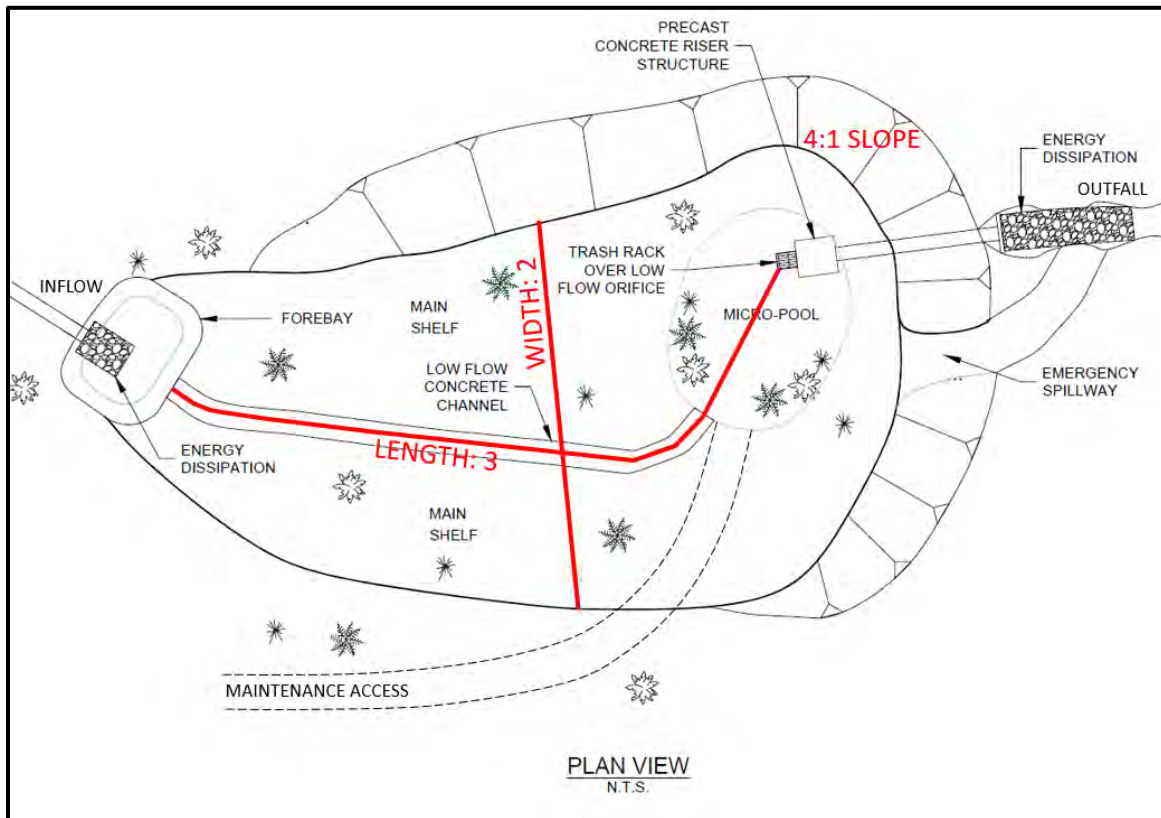 PRECAST
CONCRETE RISER
STRUCTURE
4:1 SLOPE
ENERGY
DISSIPATION
OUTFALL
TRASH RACK
OVER LOW
FLOW ORIFICE
INFLOW
FOREBAY
MAIN
SHELF
WIDTH: 2
MICRO-POOL
LOW FLOW
CONCRETE
CHANNEL
EMERGENCY
SPILLWAY
ENERGY
DISSIPATION
LENGTH: 3
MAIN
SHELF
MAINTENANCE ACCESS
PLAN VIEW
N.T.S.